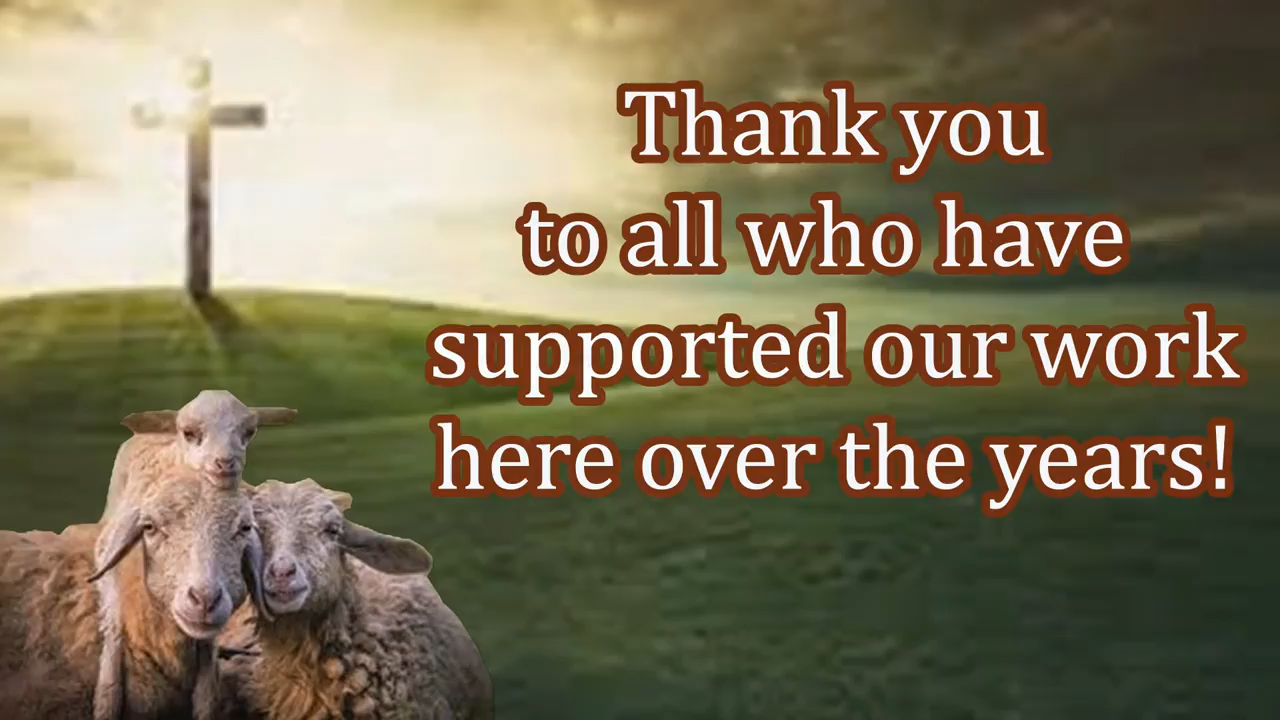 Thank you
to all who have
supported our work
here over the years!